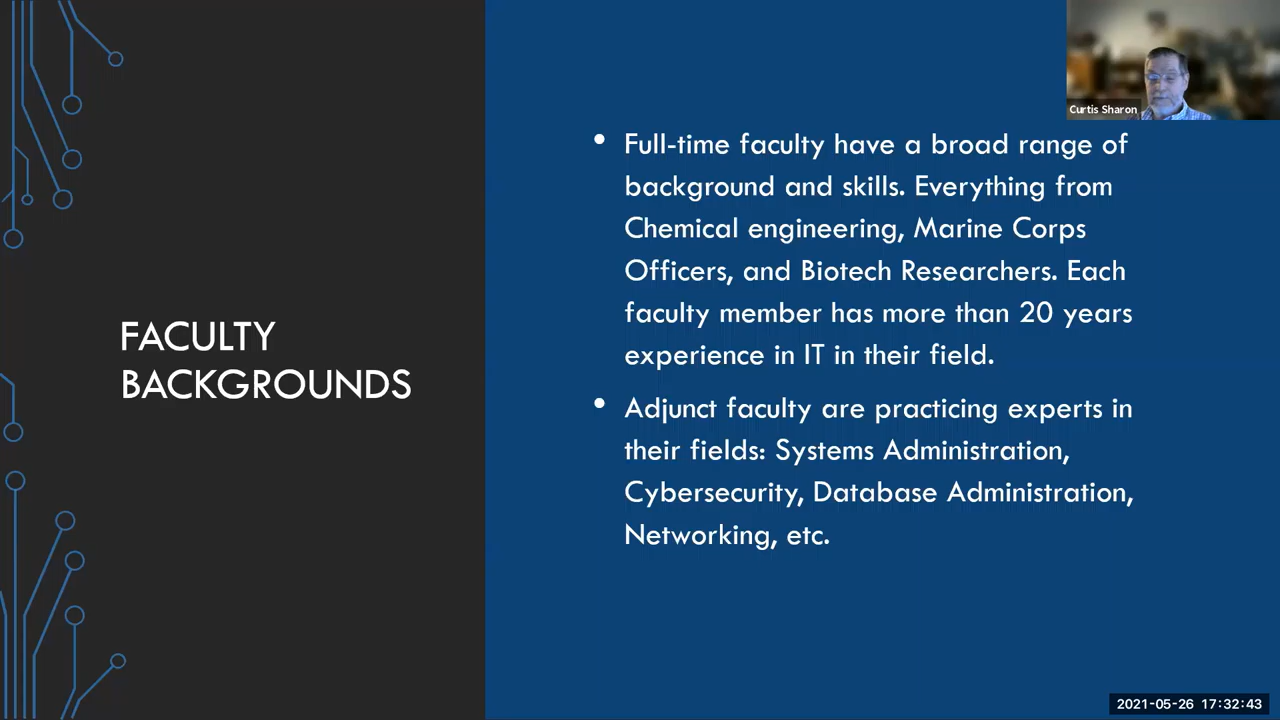 Curtis Sharon
FACULTY
BACKGROUNDS
• Full-time faculty have a broad range of
background and skills. Everything from
Chemical engineering, Marine Corps
Officers, and Biotech Researchers. Each
faculty member has more than 20 years
experience in IT in their field.
• Adjunct faculty are practicing experts in
their fields: Systems Administration,
Cybersecurity, Database Administration,
Networking, etc.
2021-05-26 17:32:43